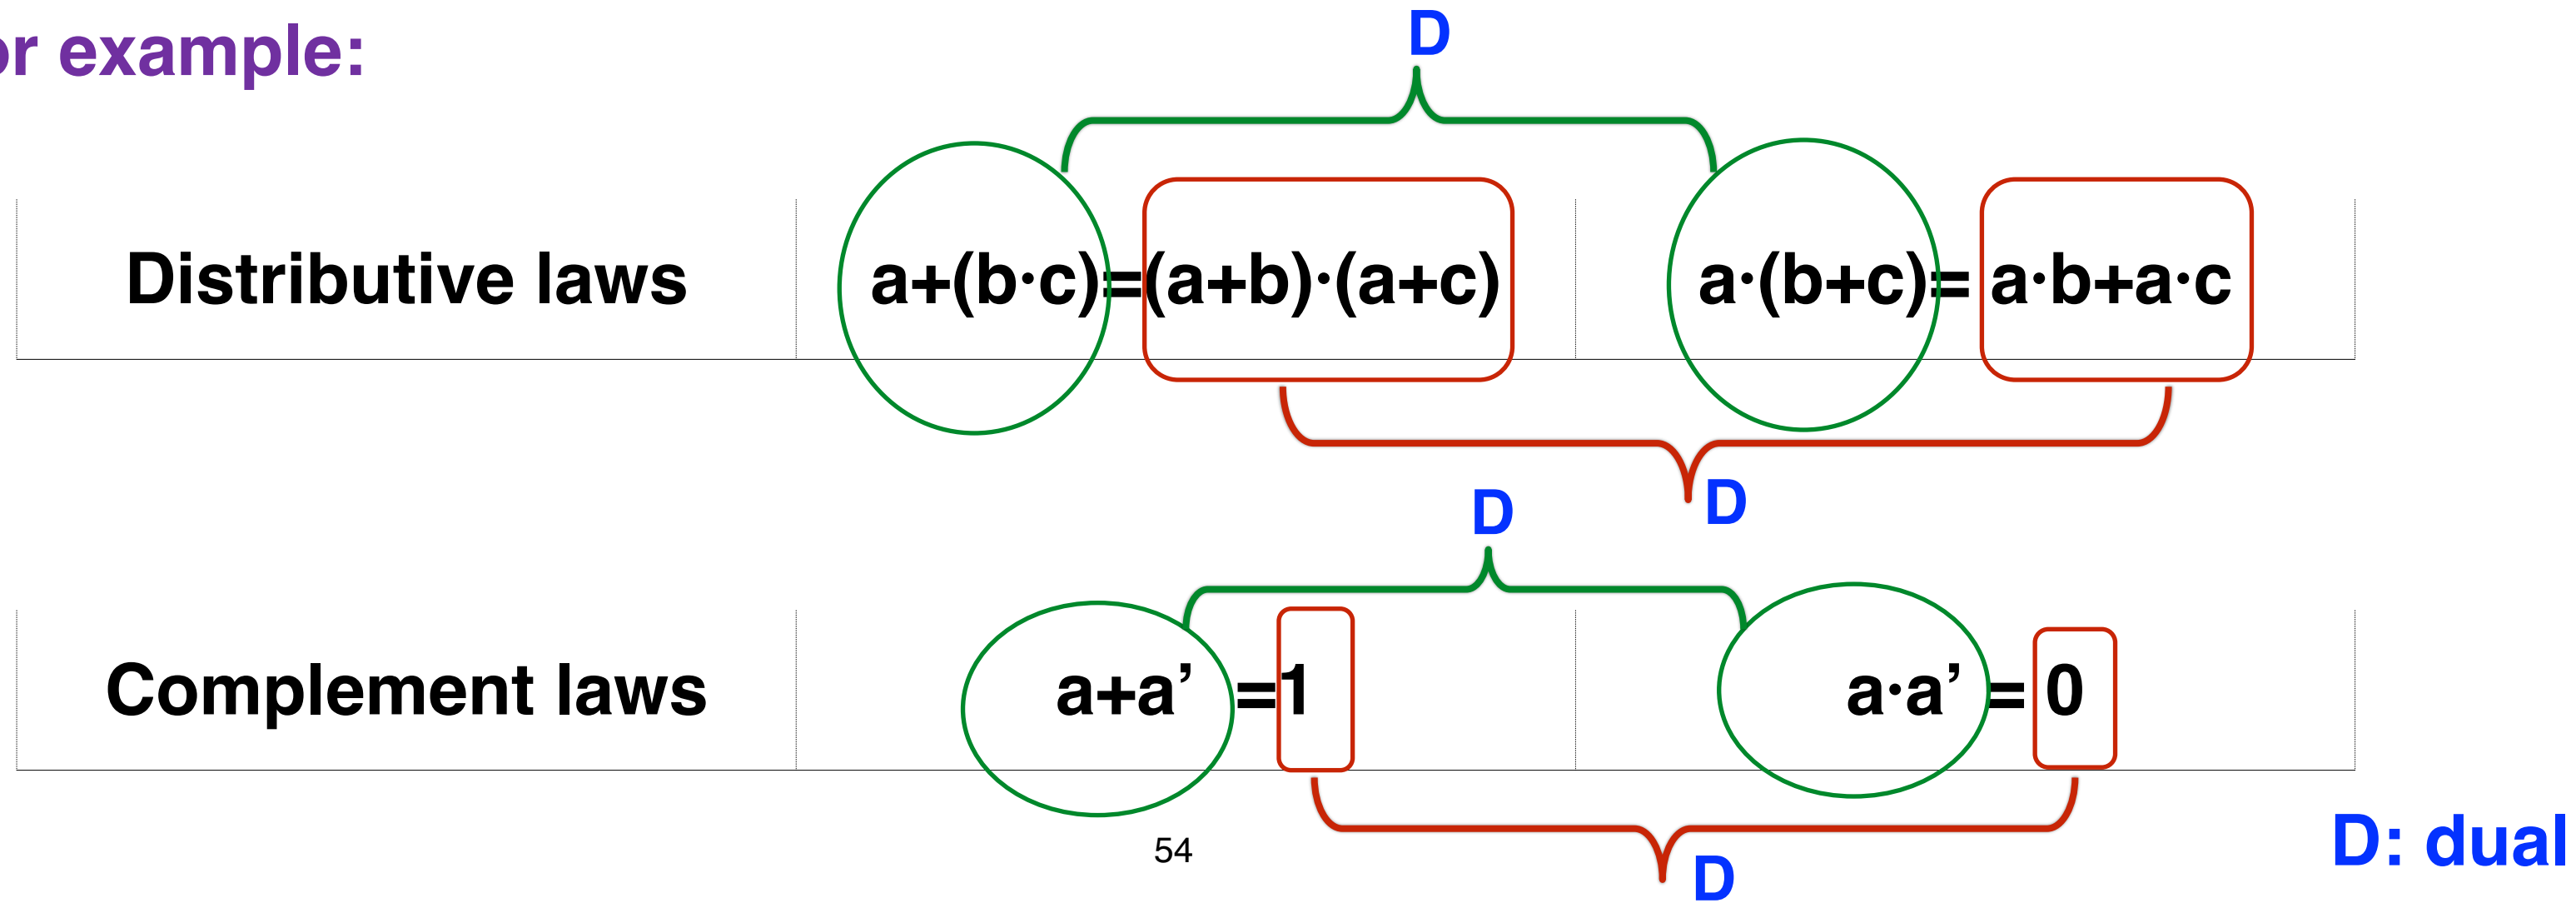 or example:
D
Distributive laws a+(b·c)=(a+b)·(a+c) a·(b+c)= a·b+a·c
D
D
Complement laws a+a’ =1 a·a’ = 0
54
D
D: dual